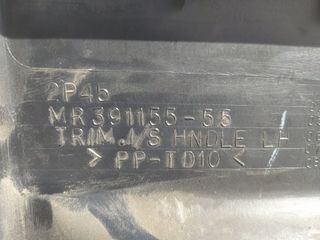 2P45
MR391155-55
TRIM.I/S HNDLE LH
> PP-TD10 <